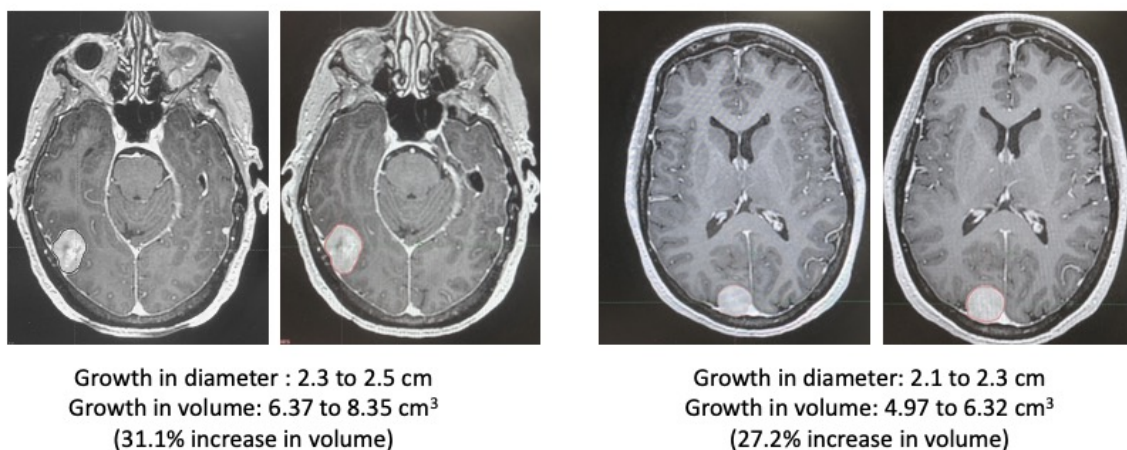 Growth in diameter : 2.3 to 2.5 cm
Growth in volume: 6.37 to 8.35 cm³
(31.1% increase in volume)
Growth in diameter: 2.1 to 2.3 cm
Growth in volume: 4.97 to 6.32 cm³
(27.2% increase in volume)